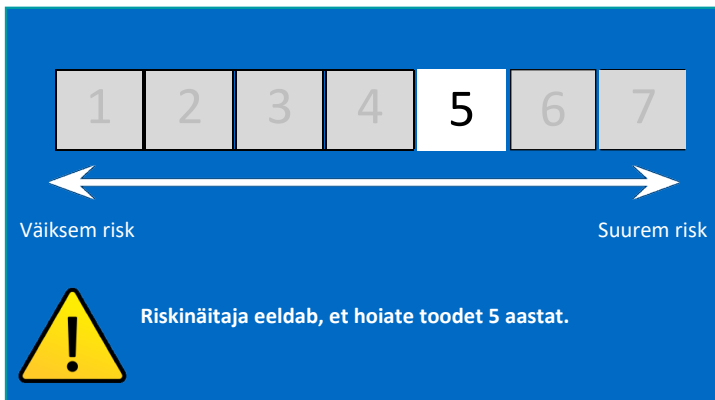 1 2 3 4 5 6 7
Väiksem risk Suurem risk
Riskinäitaja eeldab, et hoiate toodet 5 aastat.